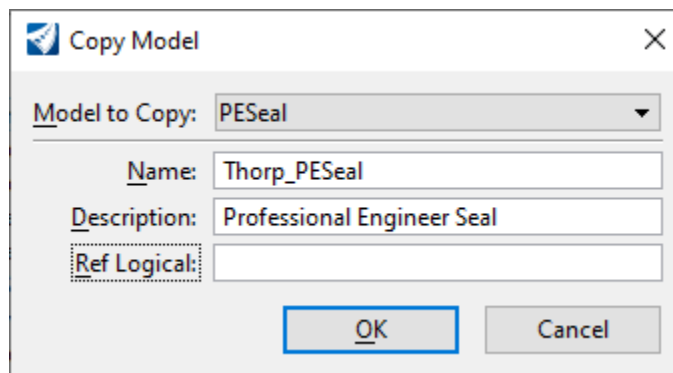 Copy Model
Model to Copy: PESeal
Name: Thorp_PESeal
Description: Professional Engineer Seal
Ref Logical:
OK Cancel